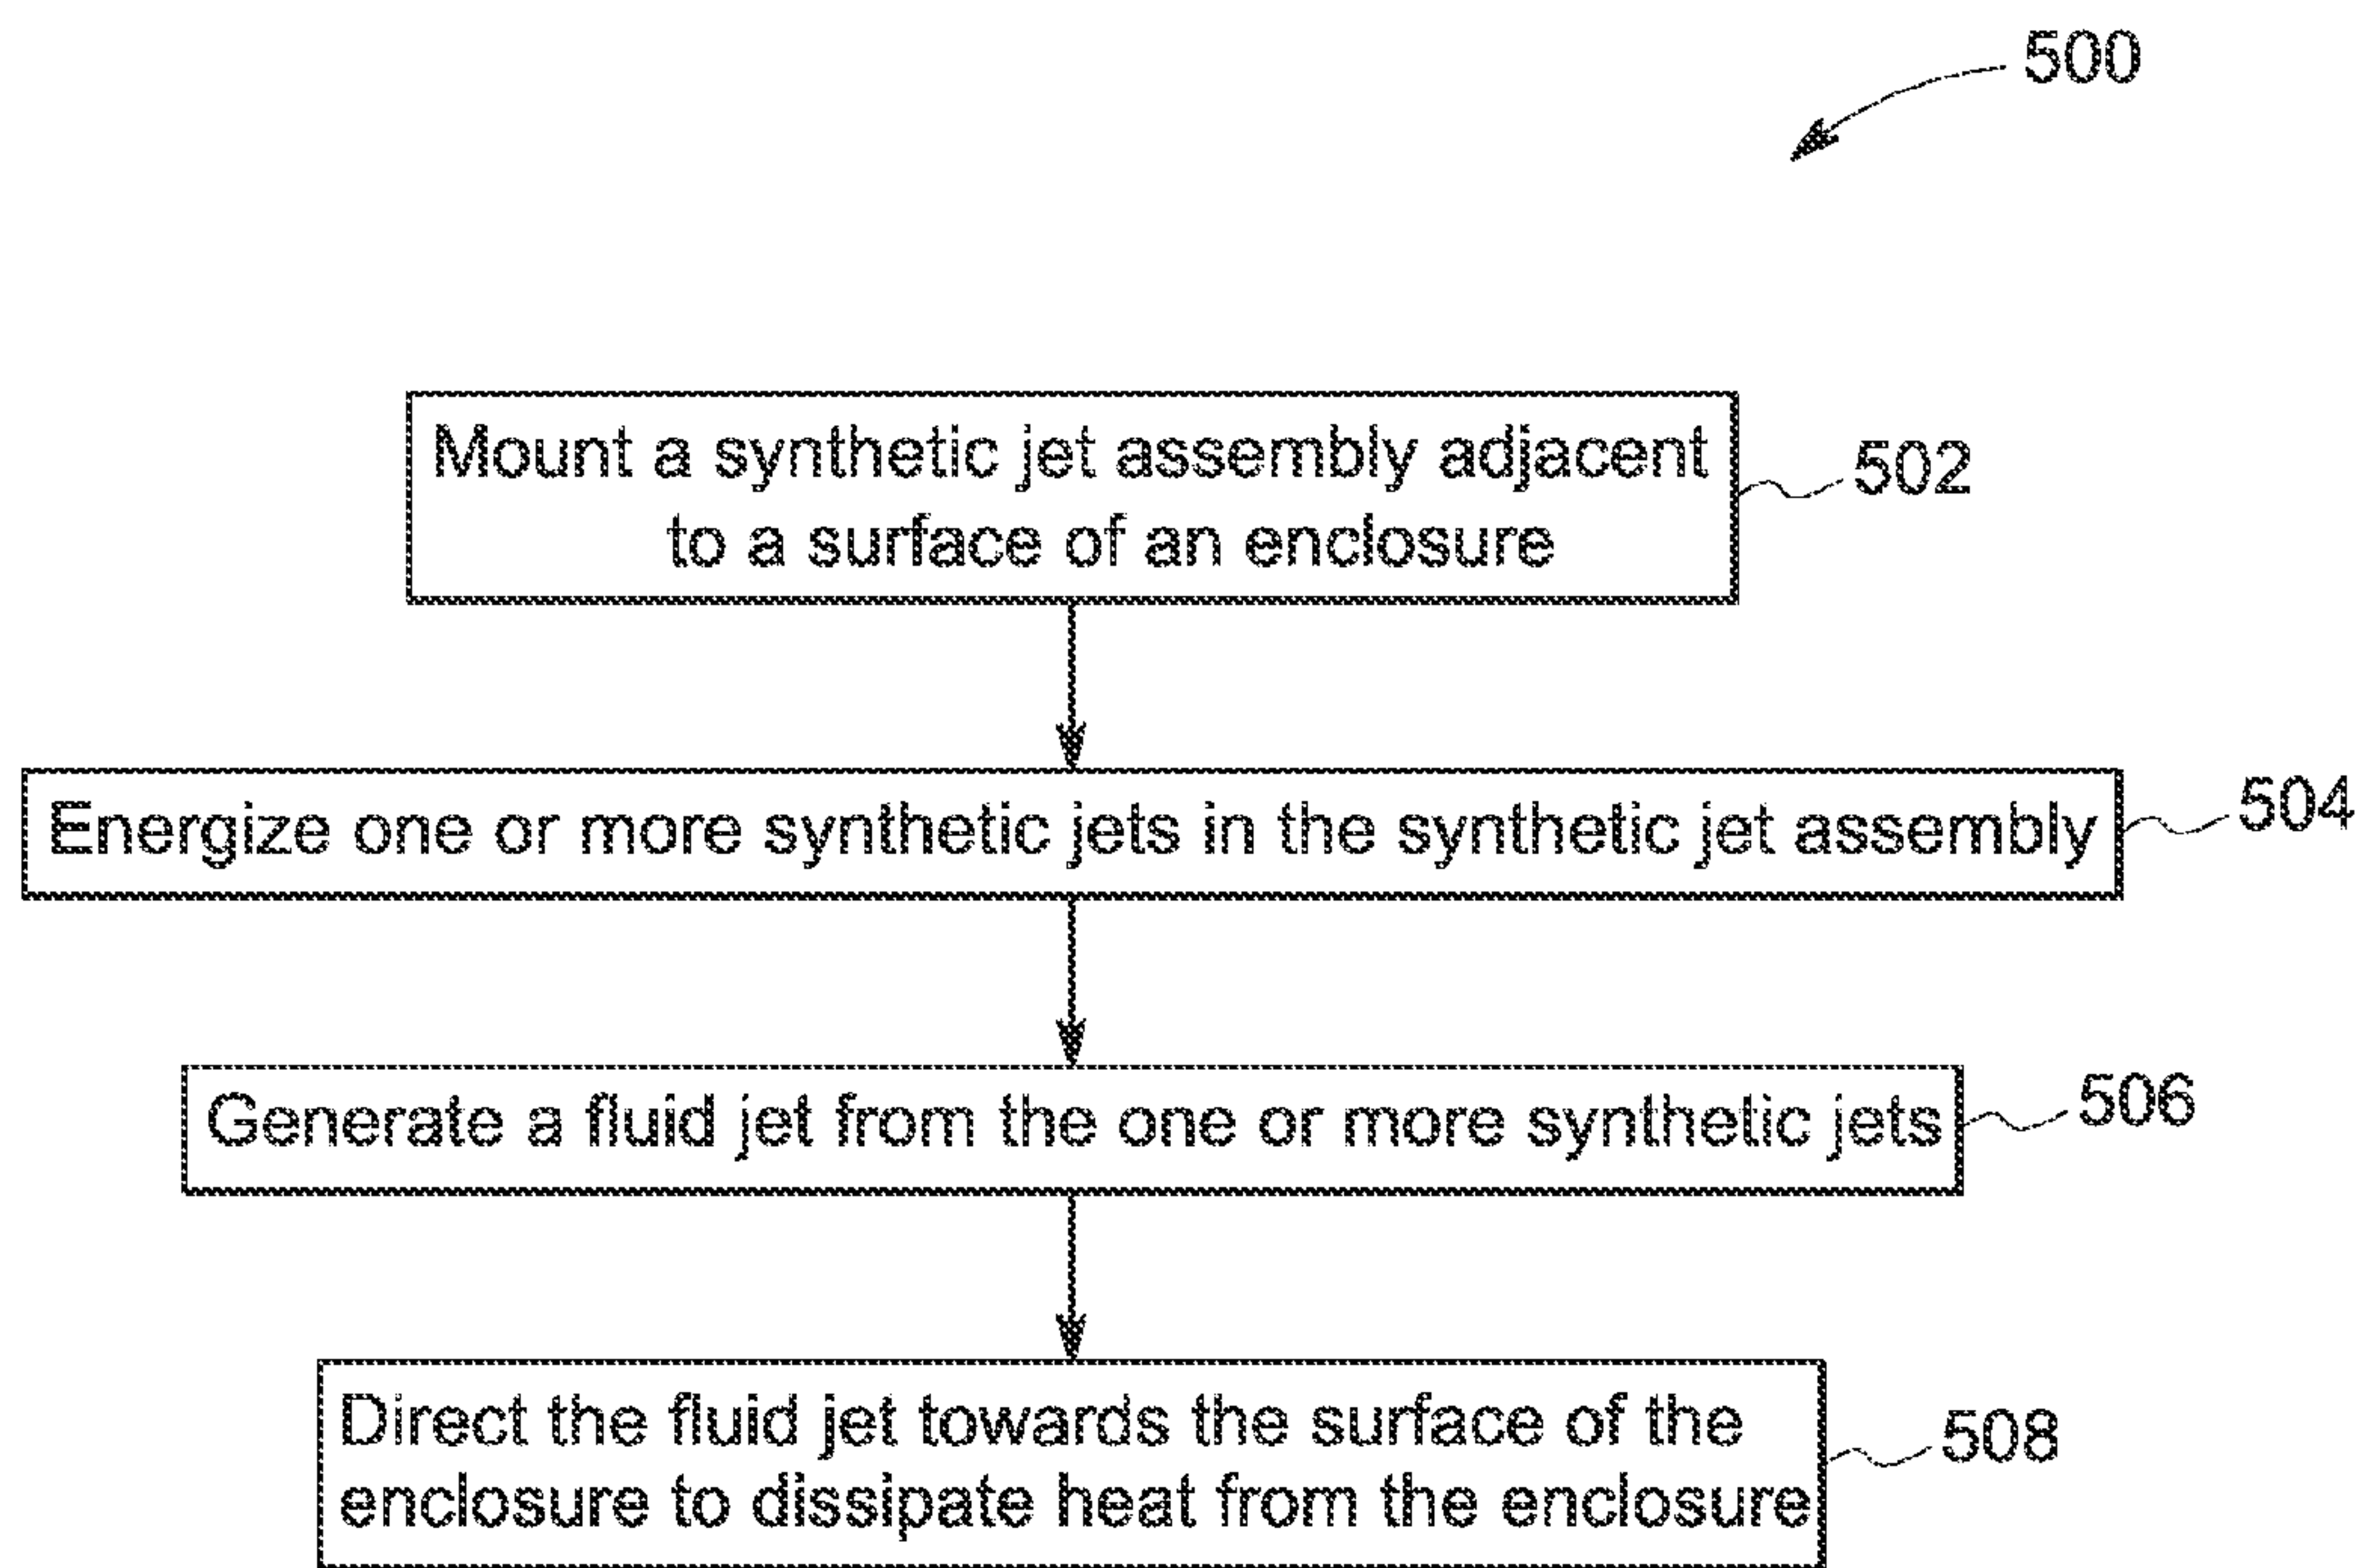 500
Mount a synthetic jet assembly adjacent
to a surface of an enclosure
502
Energize one or more synthetic jets in the synthetic jet assembly
504
Generate a fluid jet from the one or more synthetic jets
506
Direct the fluid jet towards the surface of the
enclosure to dissipate heat from the enclosure
508